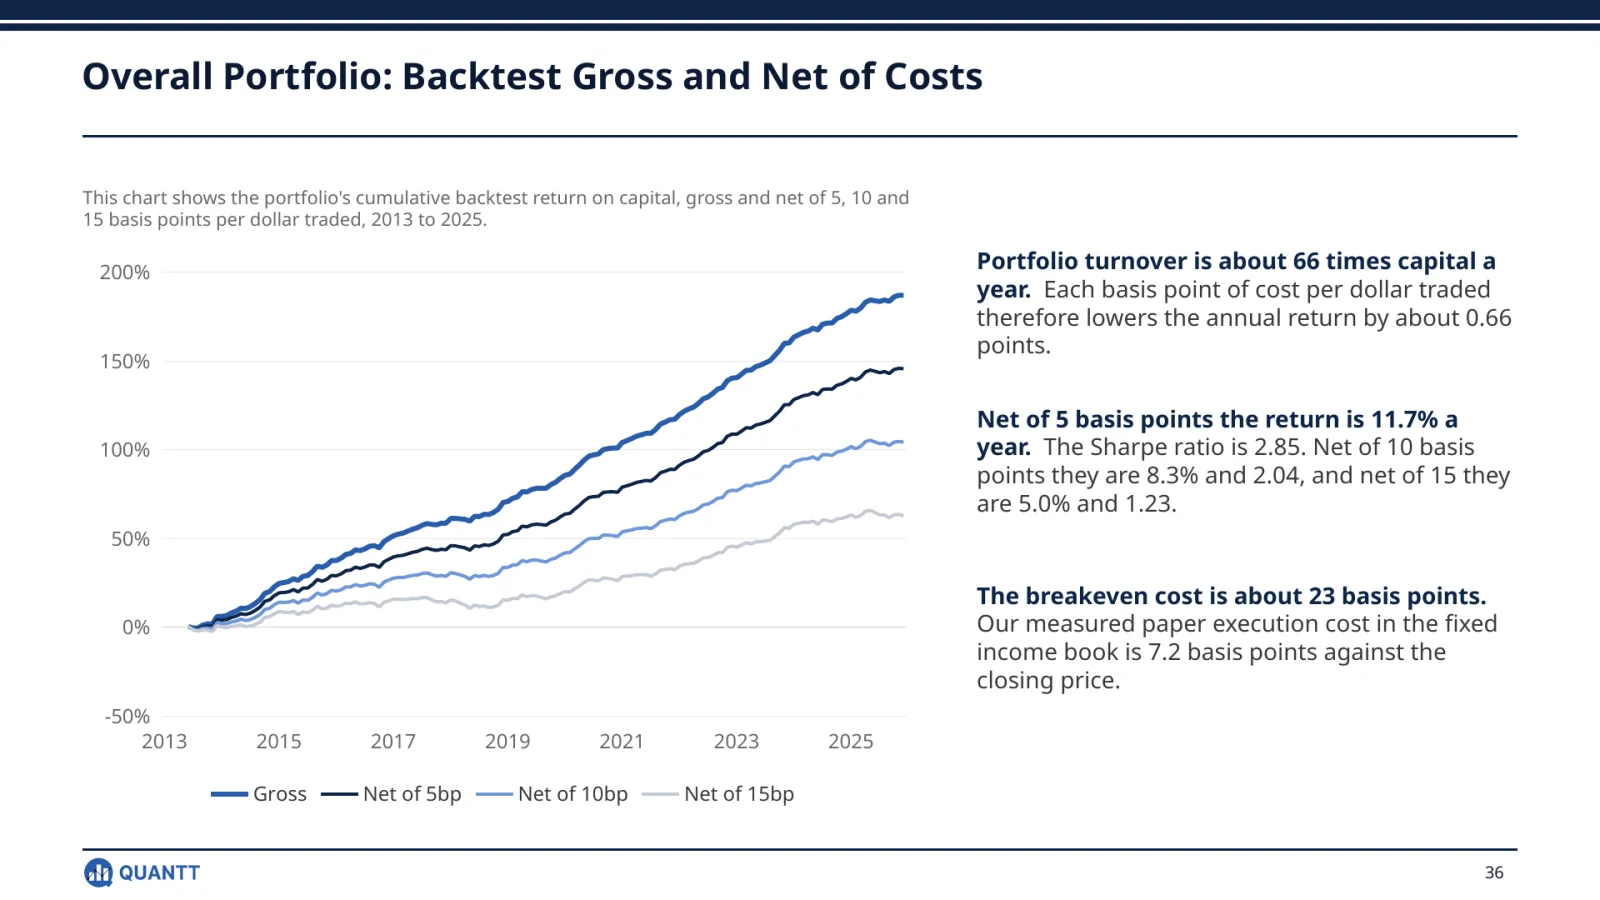 Overall Portfolio: Backtest Gross and Net of Costs
This chart shows the portfolio's cumulative backtest return on capital, gross and net of 5, 10 and
15 basis points per dollar traded, 2013 to 2025.
200%
150%
100%
50%
0%
-50%
2013 2015 2017 2019 2021 2023 2025
Gross Net of 5bp Net of 10bp Net of 15bp
Portfolio turnover is about 66 times capital a
year. Each basis point of cost per dollar traded
therefore lowers the annual return by about 0.66
points.
Net of 5 basis points the return is 11.7% a
year. The Sharpe ratio is 2.85. Net of 10 basis
points they are 8.3% and 2.04, and net of 15 they
are 5.0% and 1.23.
The breakeven cost is about 23 basis points.
Our measured paper execution cost in the fixed
income book is 7.2 basis points against the
closing price.
QUANTT
36